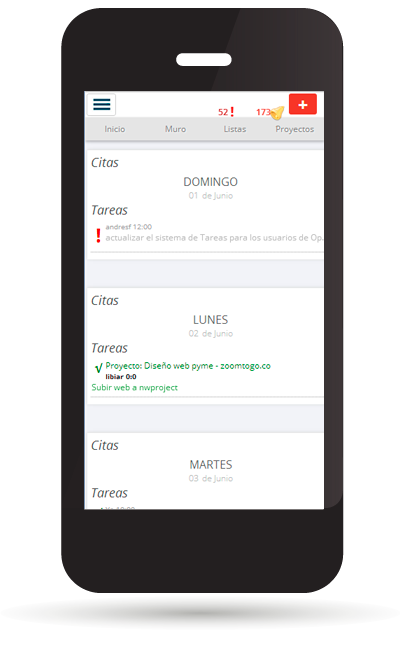 52 ! 173 +
Inicio Muro Listas Proyectos
Citas
DOMINGO
01 de Junio
Tareas
! andresf 12:00
actualizar el sistema de Tareas para los usuarios de Op.
Citas
LUNES
02 de Junio
Tareas
√ Proyecto: Diseño web pyme - zoomtogo.co
libiar 0:0
Subir web a nwproject
Citas
MARTES
03 de Junio
Tareas